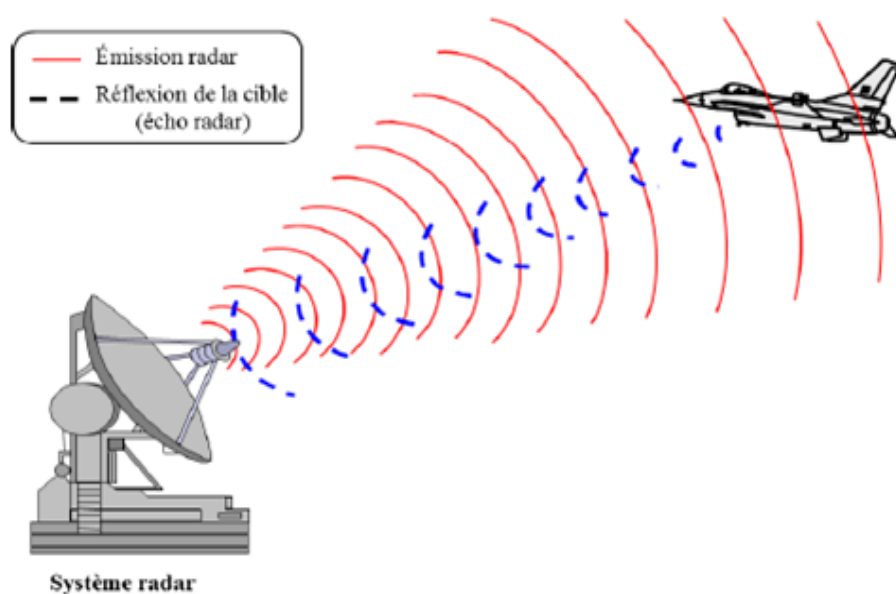 Émission radar
Réflexion de la cible
(écho radar)
Système radar